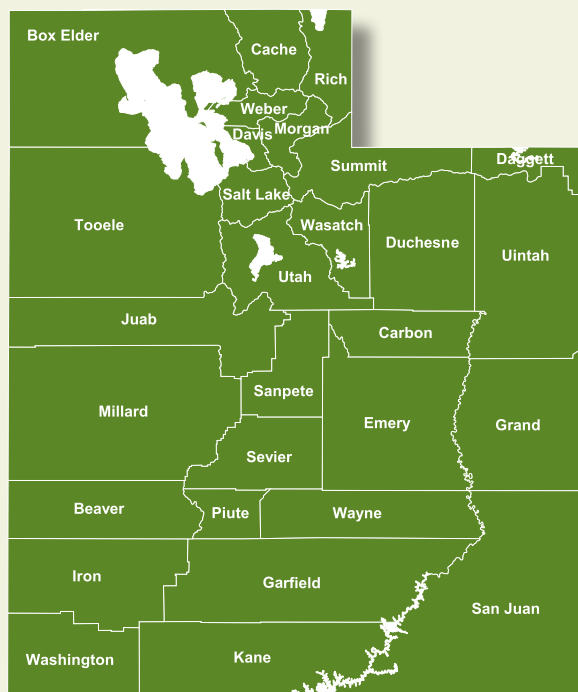 Box Elder
Cache
Rich
Weber
Davis
Morgan
Summit
Daggett
Salt Lake
Tooele
Wasatch
Duchesne
Uintah
Utah
Juab
Carbon
Sanpete
Millard
Emery
Grand
Sevier
Beaver
Piute
Wayne
Iron
Garfield
San Juan
Washington
Kane